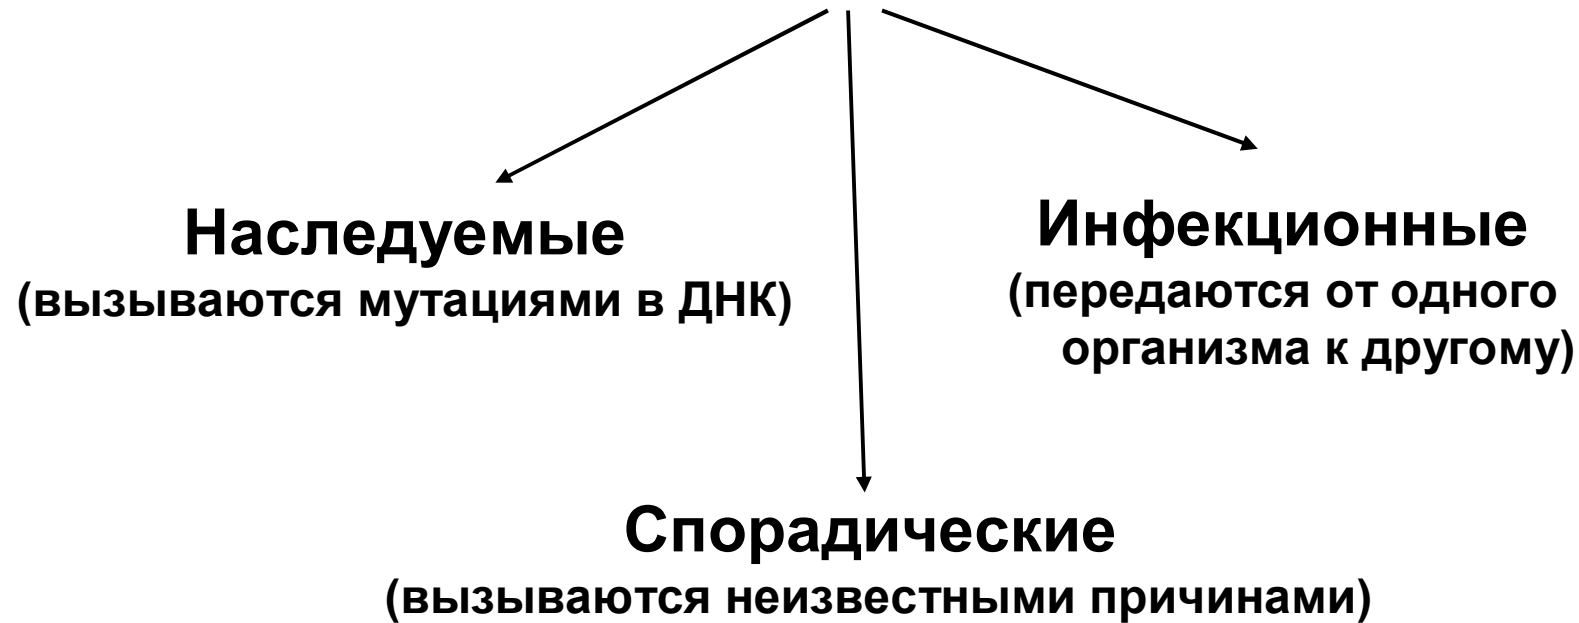 Наследуемые
(вызываются мутациями в ДНК)
Инфекционные
(передаются от одного
организма к другому)
Спорадические
(вызываются неизвестными причинами)